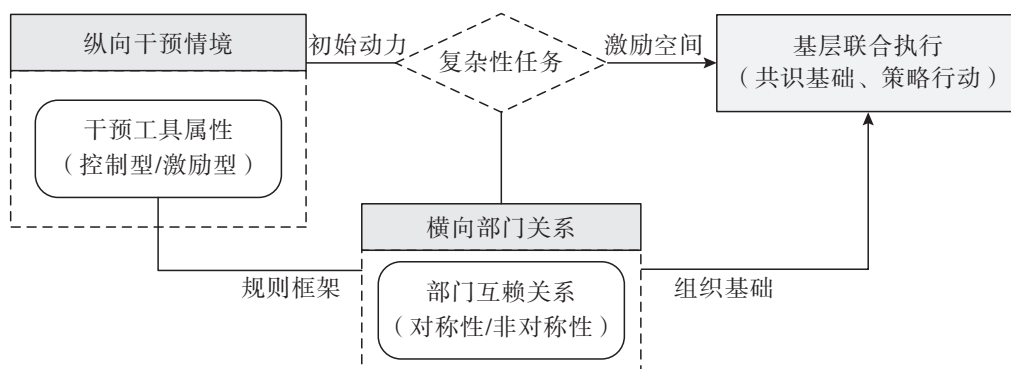 纵向干预情境
初始动力
复杂性任务
激励空间
基层联合执行
（共识基础、策略行动）
干预工具属性
（控制型/激励型）
横向部门关系
规则框架
部门互赖关系
（对称性/非对称性）
组织基础